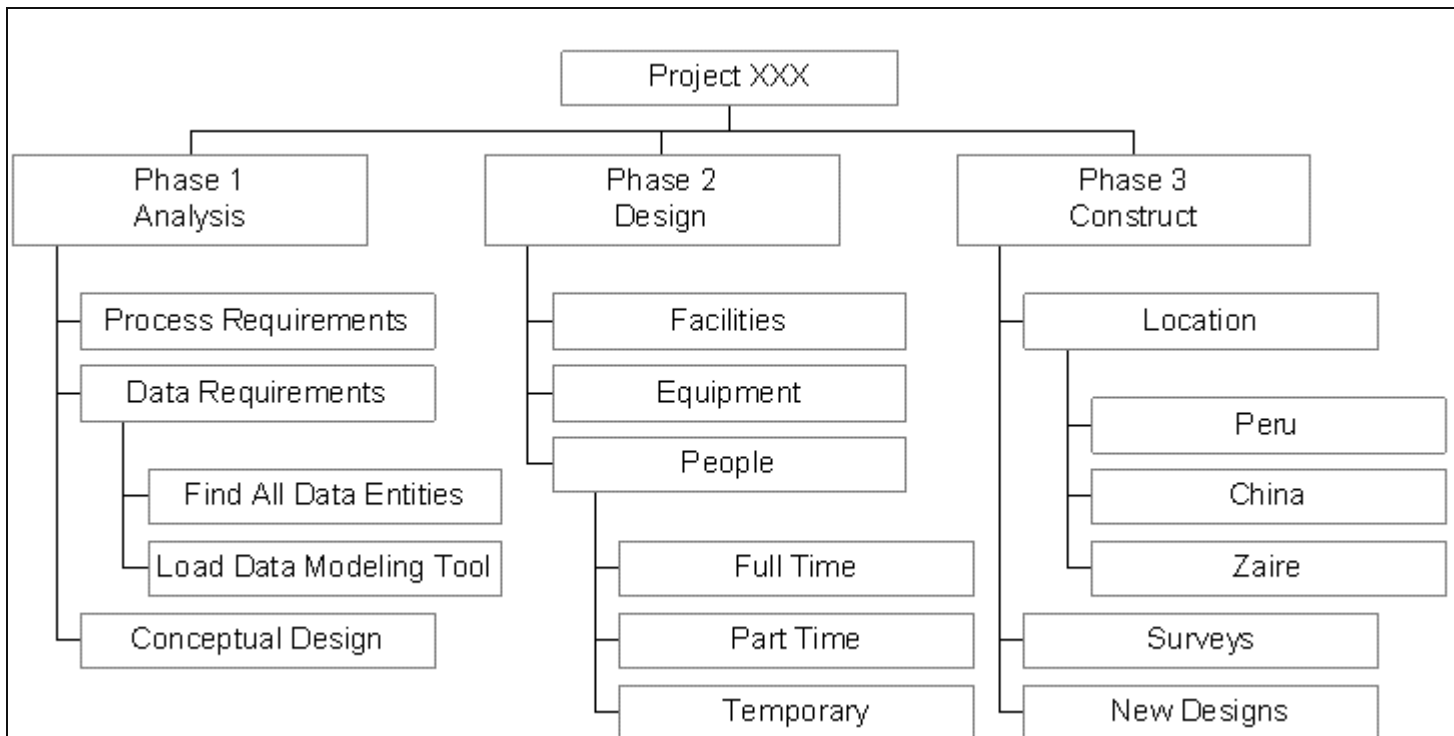 Project XXX
Phase 1
Analysis
Process Requirements
Data Requirements
Find All Data Entities
Load Data Modeling Tool
Conceptual Design
Phase 2
Design
Facilities
Equipment
People
Full Time
Part Time
Temporary
Phase 3
Construct
Location
Peru
China
Zaire
Surveys
New Designs